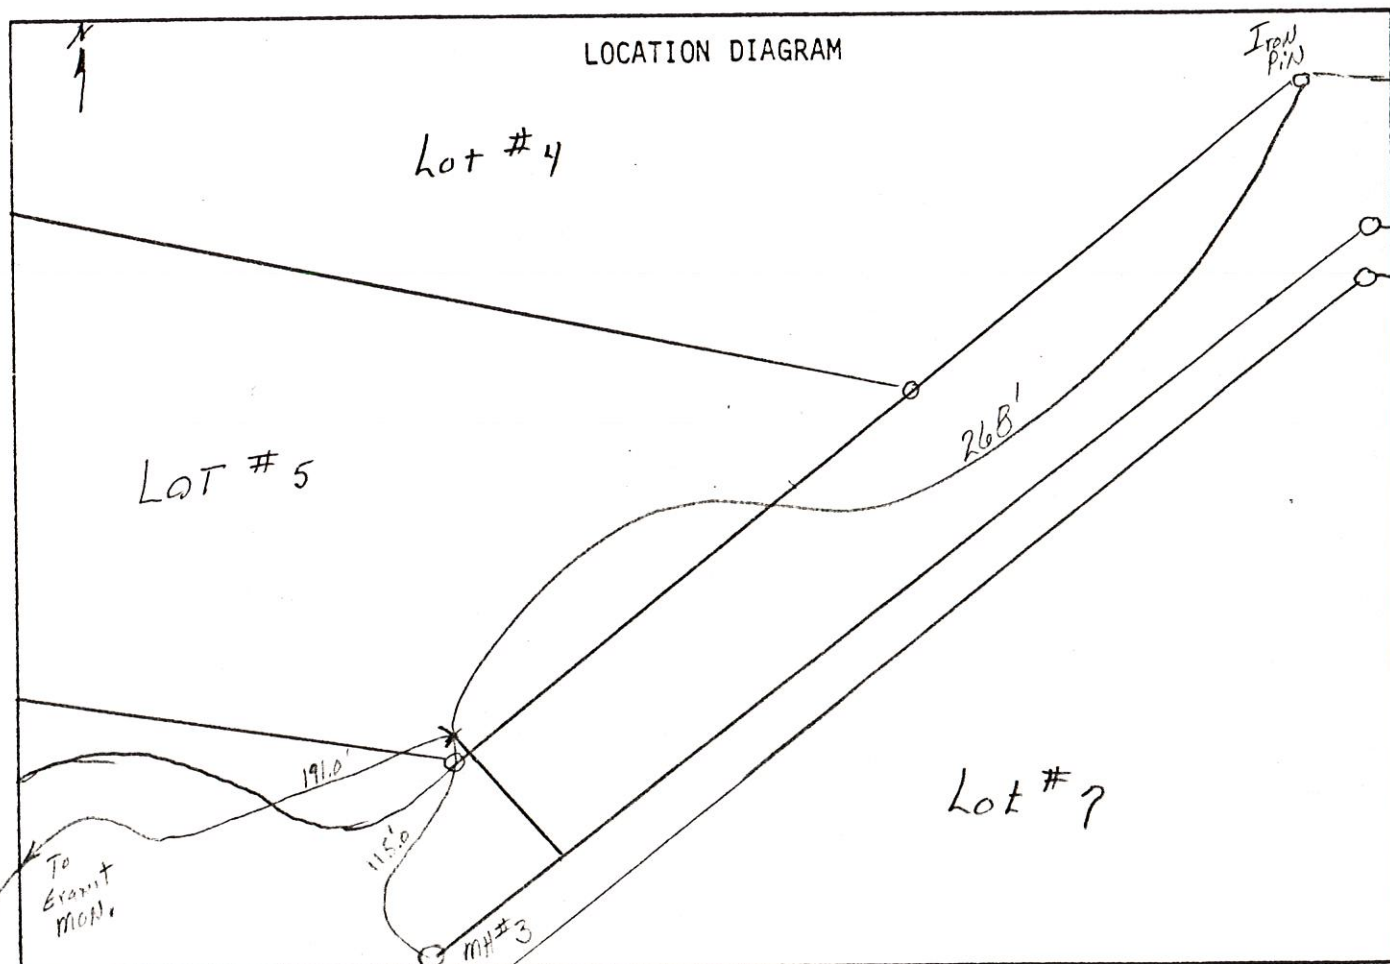 N
LOCATION DIAGRAM
Iron
Pin
Lot #4
268'
LOT #5
191.0'
Lot #7
115.0'
To
MON.
MH#3